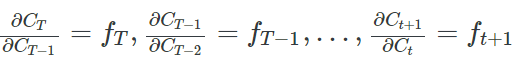 ∂C_T/∂C_{T−1} = f_T, ∂C_{T−1}/∂C_{T−2} = f_{T−1}, …, ∂C_{t+1}/∂C_t = f_{t+1}